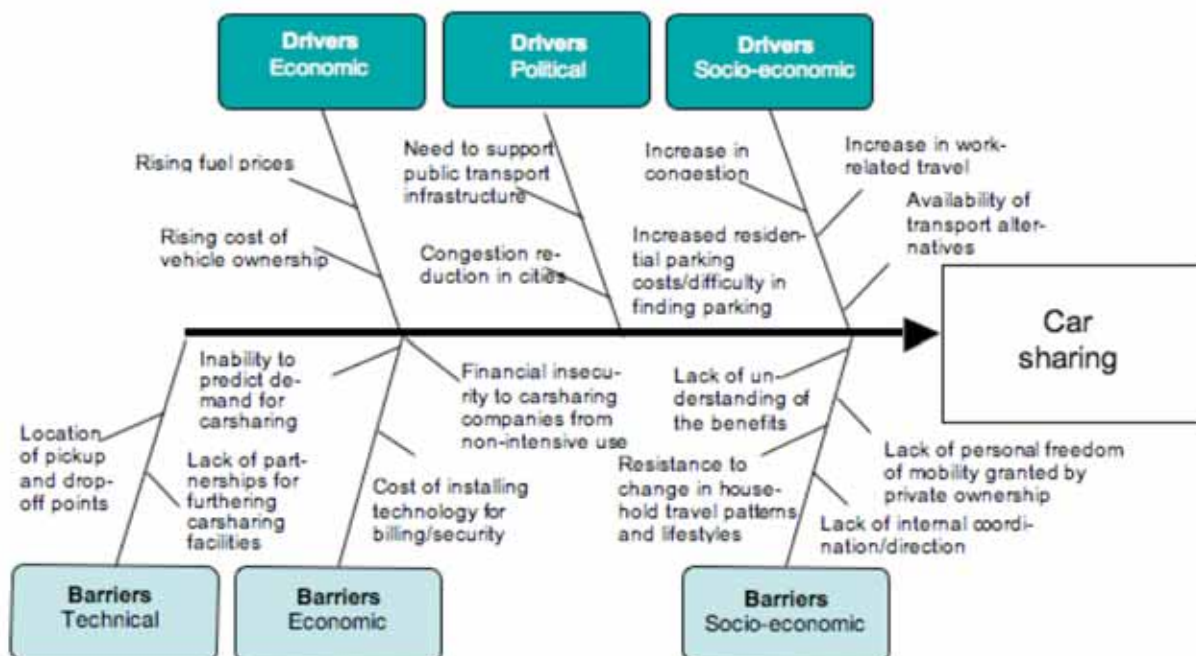 Drivers
Economic
Drivers
Political
Drivers
Socio-economic
Rising fuel prices
Rising cost of
vehicle ownership
Need to support
public transport
infrastructure
Congestion re-
duction in cities
Increase in
congestion
Increased residen-
tial parking
costs/difficulty in
finding parking
Increase in work-
related travel
Availability of
transport alter-
natives
Car
sharing
Location
of pickup
and drop-
off points
Lack of part-
nerships for
furthering
carsharing
facilities
Inability to
predict de-
mand for
carsharing
Financial insecu-
rity to carsharing
companies from
non-intensive use
Cost of installing
technology for
billing/security
Lack of un-
derstanding of
the benefits
Resistance to
change in house-
hold travel patterns
and lifestyles
Lack of personal freedom
of mobility granted by
private ownership
Lack of internal coordi-
nation/direction
Barriers
Technical
Barriers
Economic
Barriers
Socio-economic